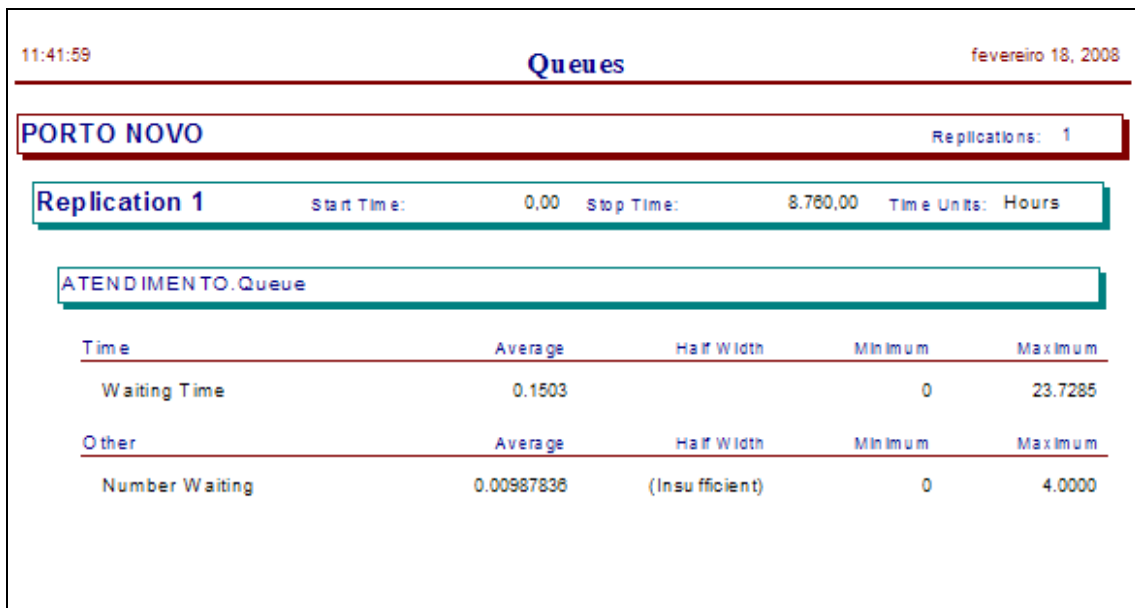 11:41:59 Queues fevereiro 18, 2008
PORTO NOVO Replications: 1
Replication 1 Start Time: 0,00 Stop Time: 8.760,00 Time Units: Hours
ATENDIMENTO.Queue
Time Average Half Width Minimum Maximum
Waiting Time 0.1503 0 23.7285
Other Average Half Width Minimum Maximum
Number Waiting 0.00987836 (Insufficient) 0 4.0000